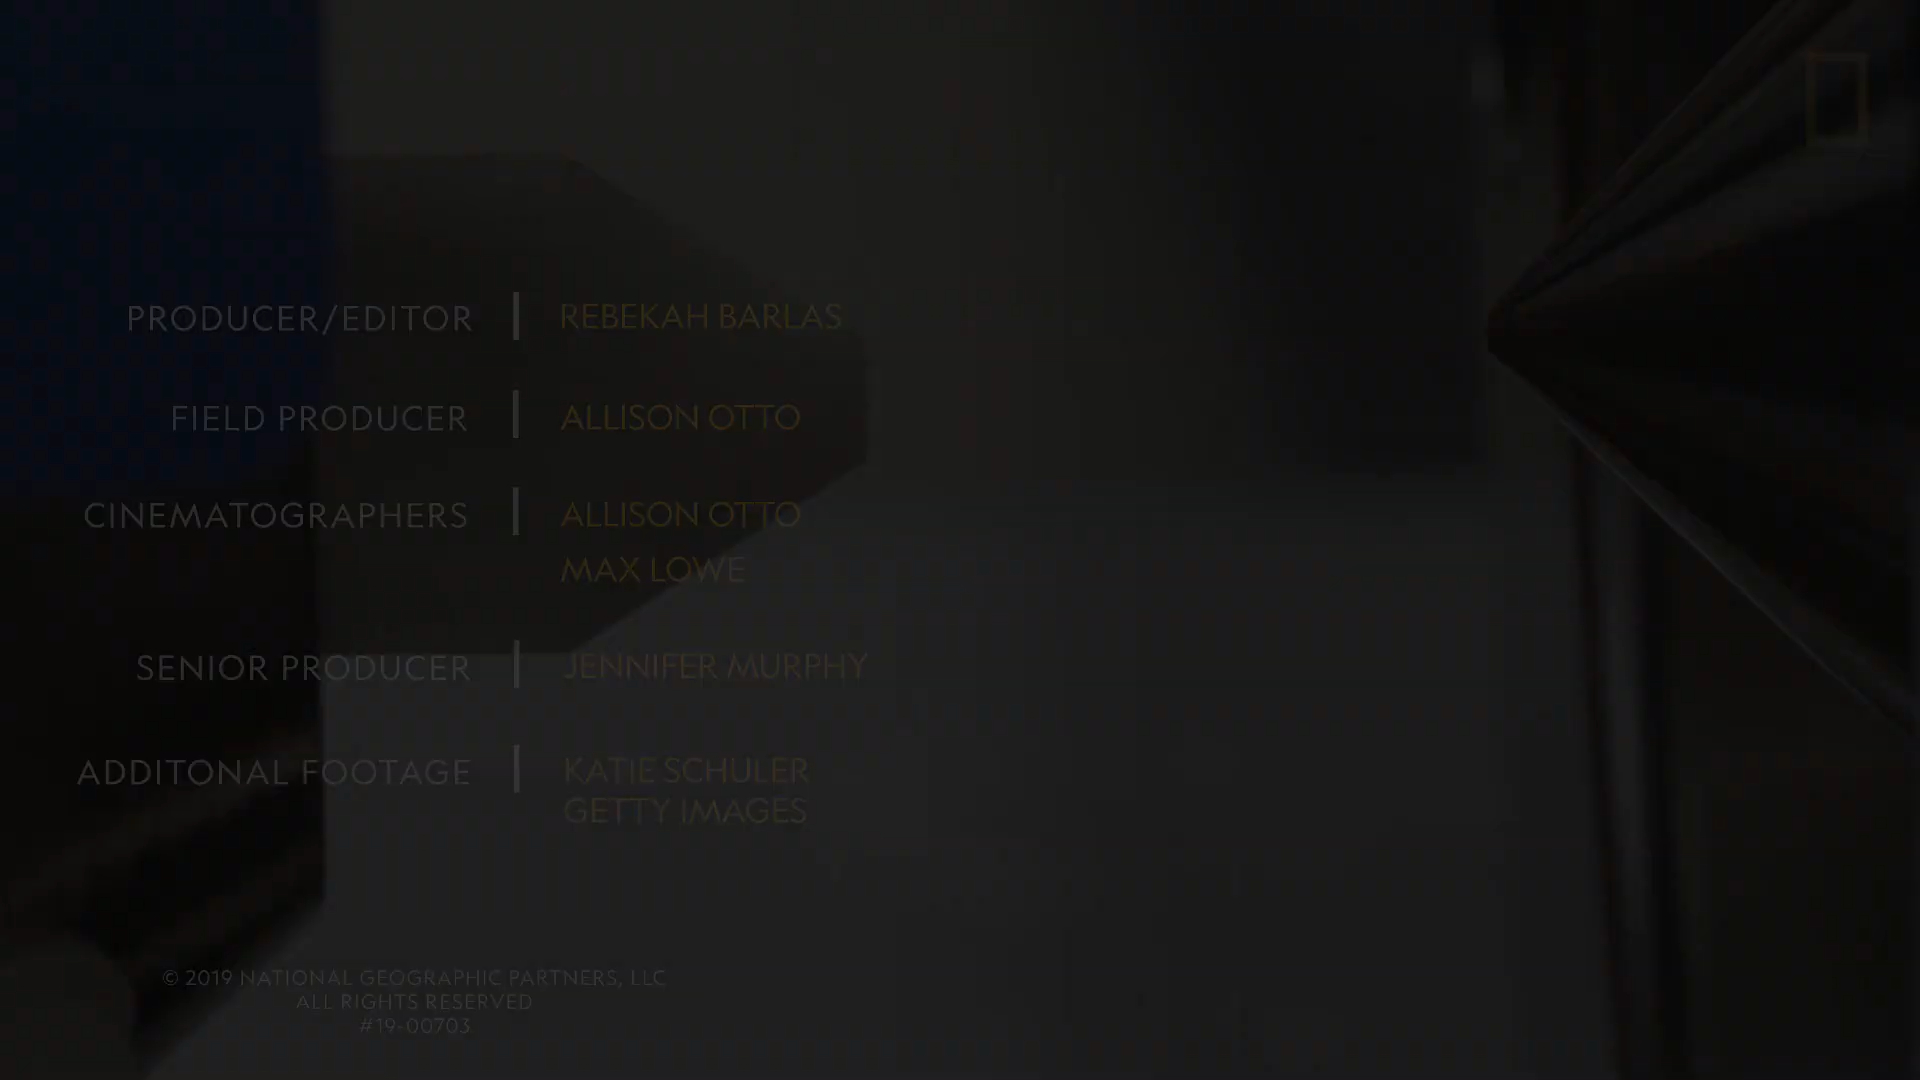 PRODUCER/EDITOR | REBEKAH BARLAS
FIELD PRODUCER | ALLISON OTTO
CINEMATOGRAPHERS | ALLISON OTTO
MAX LOWE
SENIOR PRODUCER | JENNIFER MURPHY
ADDITONAL FOOTAGE | KATIE SCHULER
GETTY IMAGES
© 2019 NATIONAL GEOGRAPHIC PARTNERS, LLC
ALL RIGHTS RESERVED
#19-00703